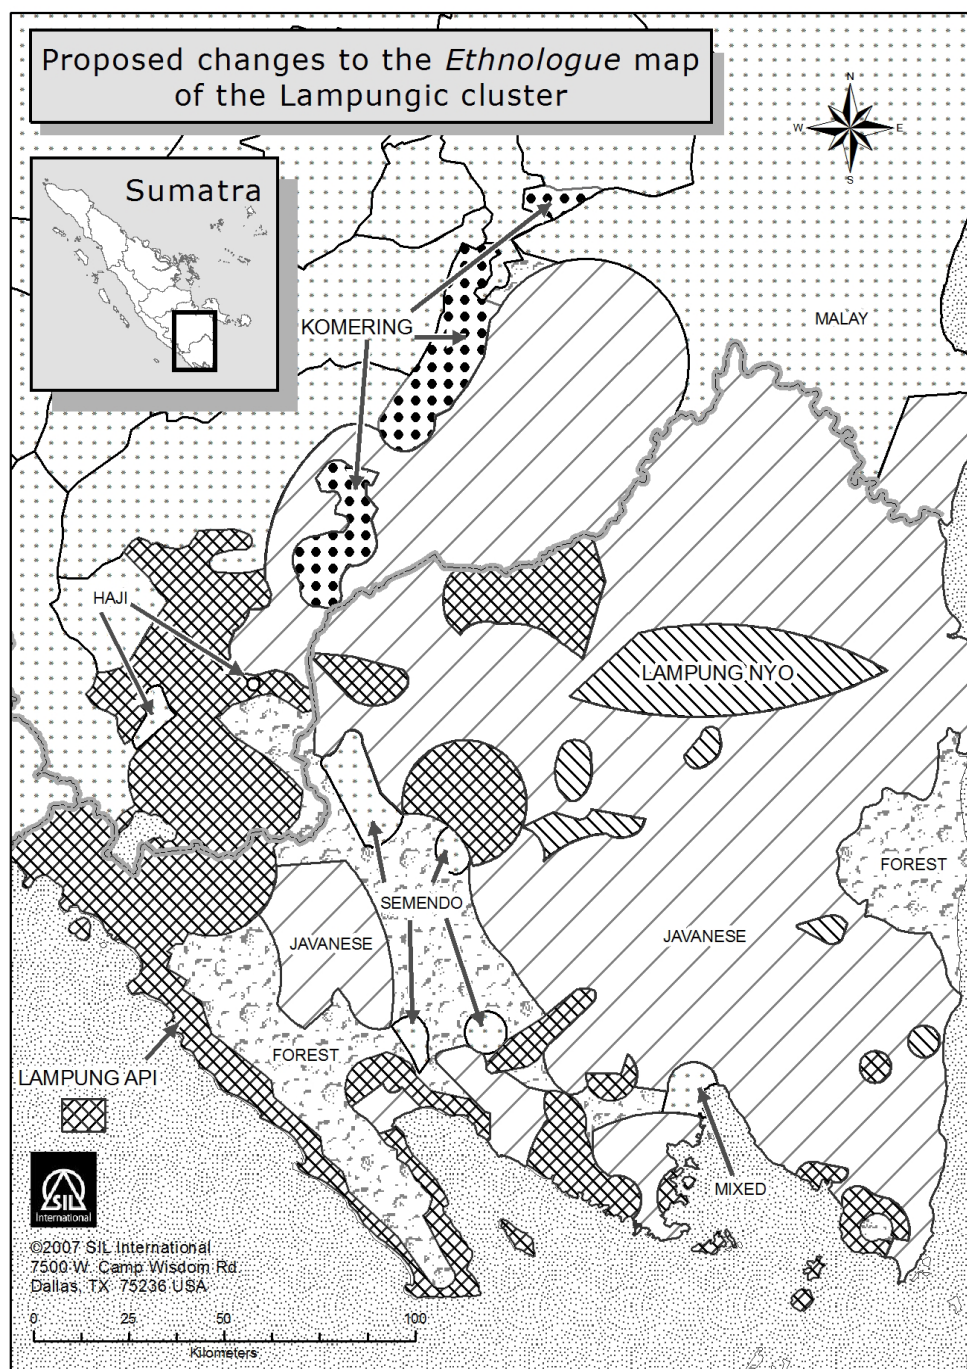 Proposed changes to the Ethnologue map
of the Lampungic cluster
N
W
E
S
Sumatra
KOMERING
MALAY
HAJI
LAMPUNG NYO
FOREST
SEMENDO
JAVANESE
JAVANESE
FOREST
LAMPUNG API
MIXED
SIL
International
©2007 SIL International
7500 W. Camp Wisdom Rd.
Dallas, TX 75236 USA
0 25 50 100
Kilometers